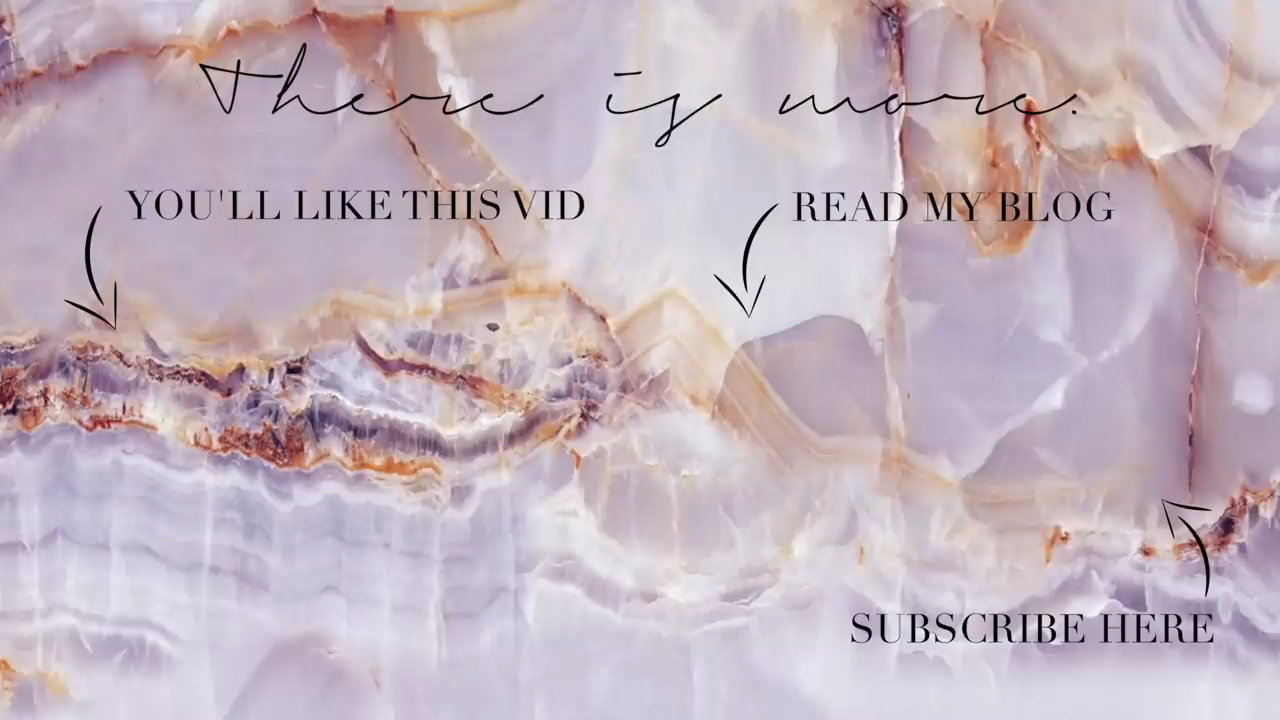 There is more.
YOU'LL LIKE THIS VID
READ MY BLOG
SUBSCRIBE HERE